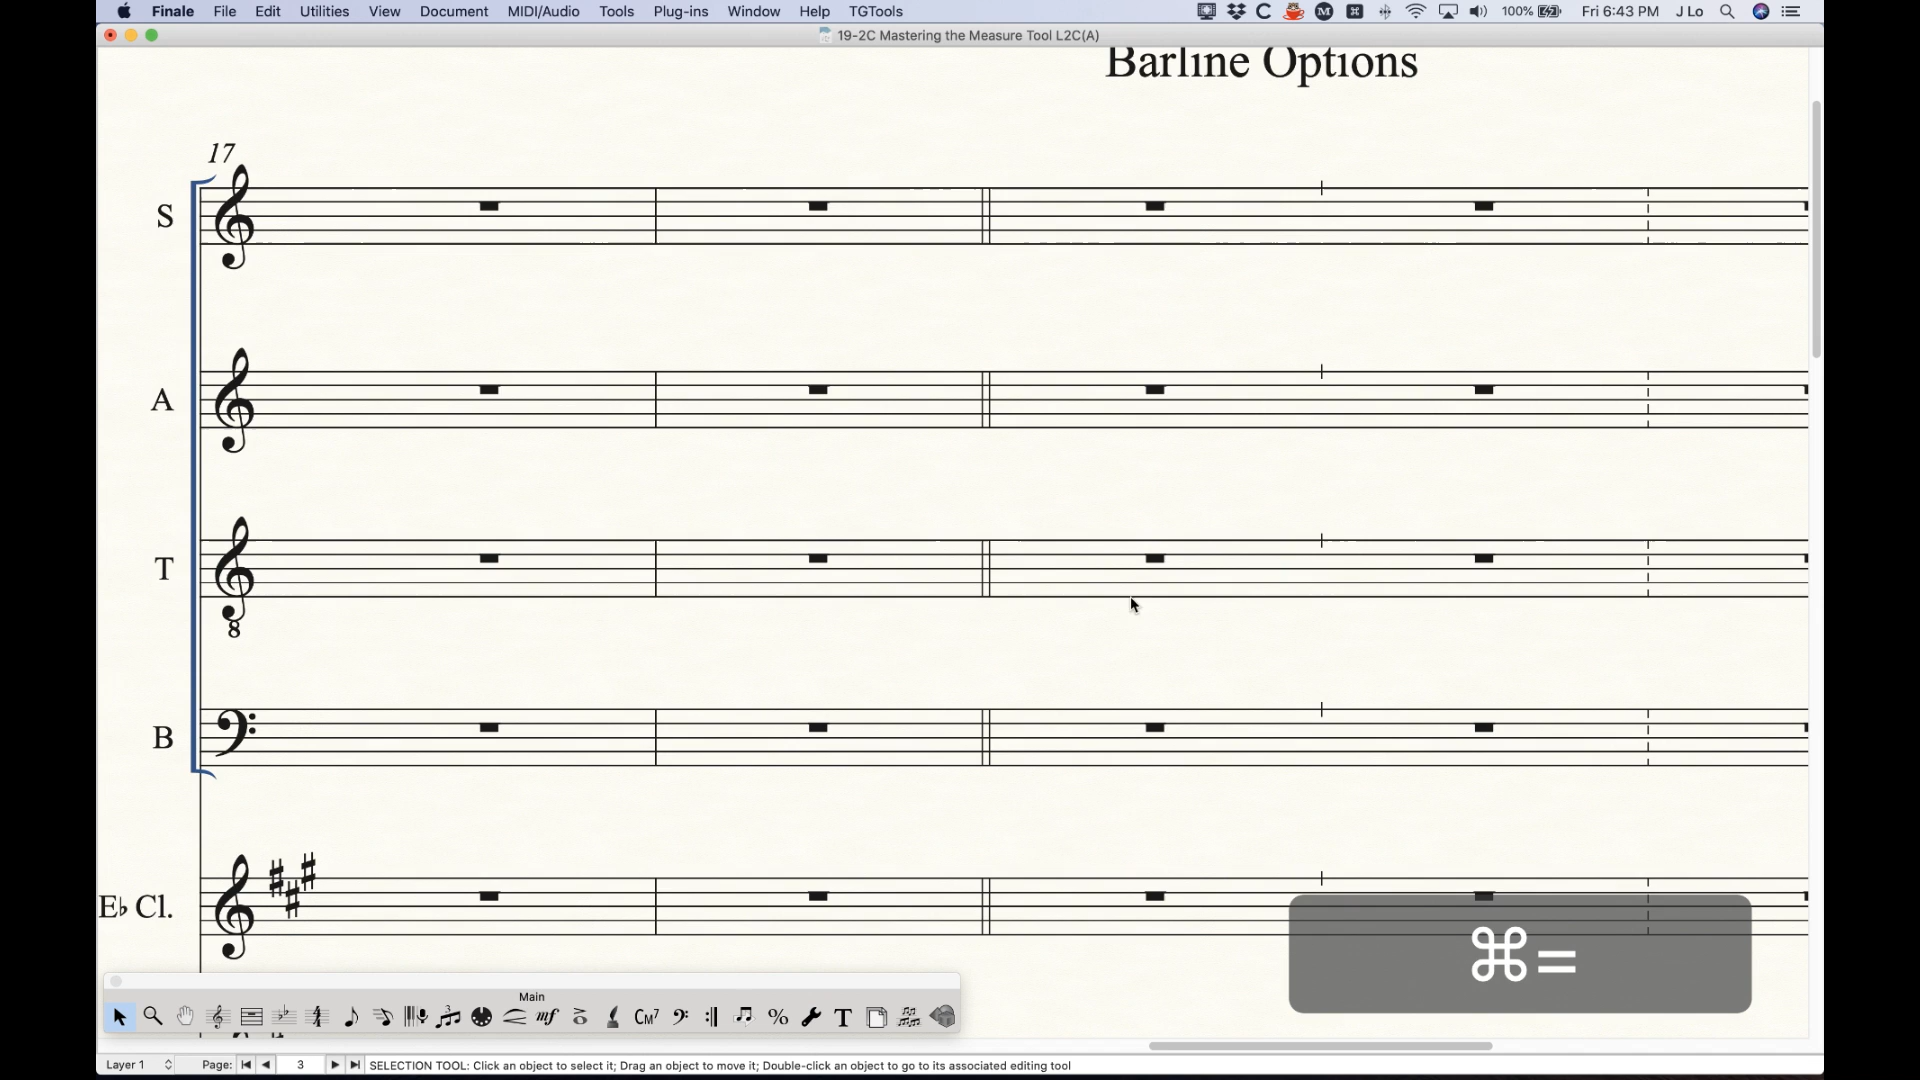 Finale File Edit Utilities View Document MIDI/Audio Tools Plug-ins Window Help TGTools 100% Fri 6:43 PM J Lo
19-2C Mastering the Measure Tool L2C(A)
Barline Options
17
S
A
T
8
B
E♭ Cl.
⌘=
Main
mf CM7 % T
Layer 1 Page: 3 SELECTION TOOL: Click an object to select it; Drag an object to move it; Double-click an object to go to its associated editing tool